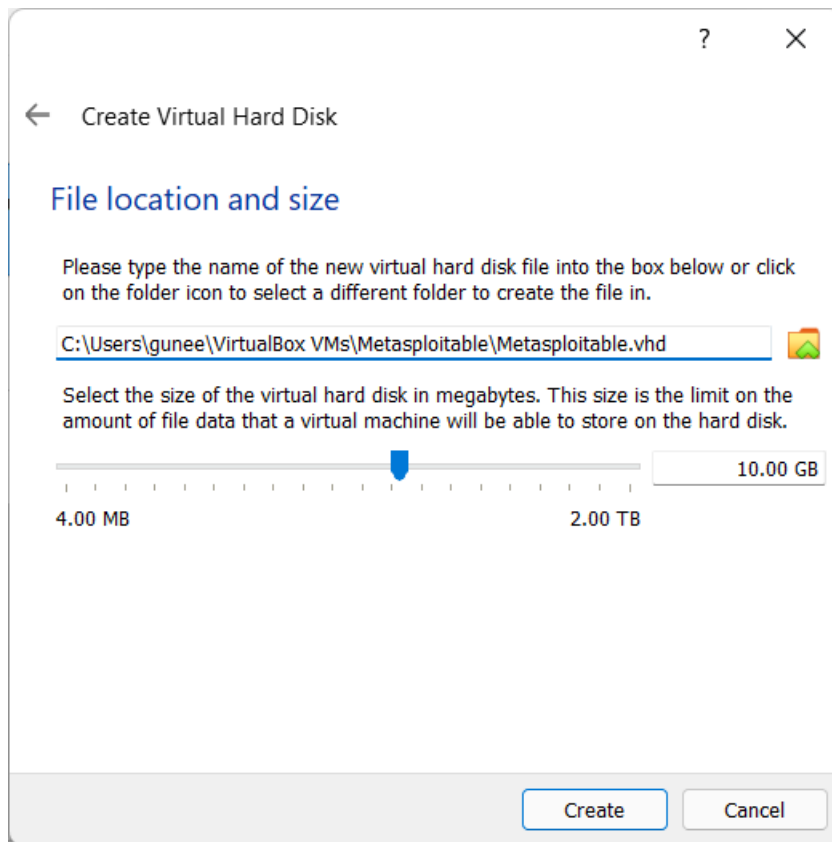 ?
Create Virtual Hard Disk
File location and size
Please type the name of the new virtual hard disk file into the box below or click
on the folder icon to select a different folder to create the file in.
C:\Users\gunee\VirtualBox VMs\Metasploitable\Metasploitable.vhd
Select the size of the virtual hard disk in megabytes. This size is the limit on the
amount of file data that a virtual machine will be able to store on the hard disk.
10.00 GB
4.00 MB
2.00 TB
Create
Cancel